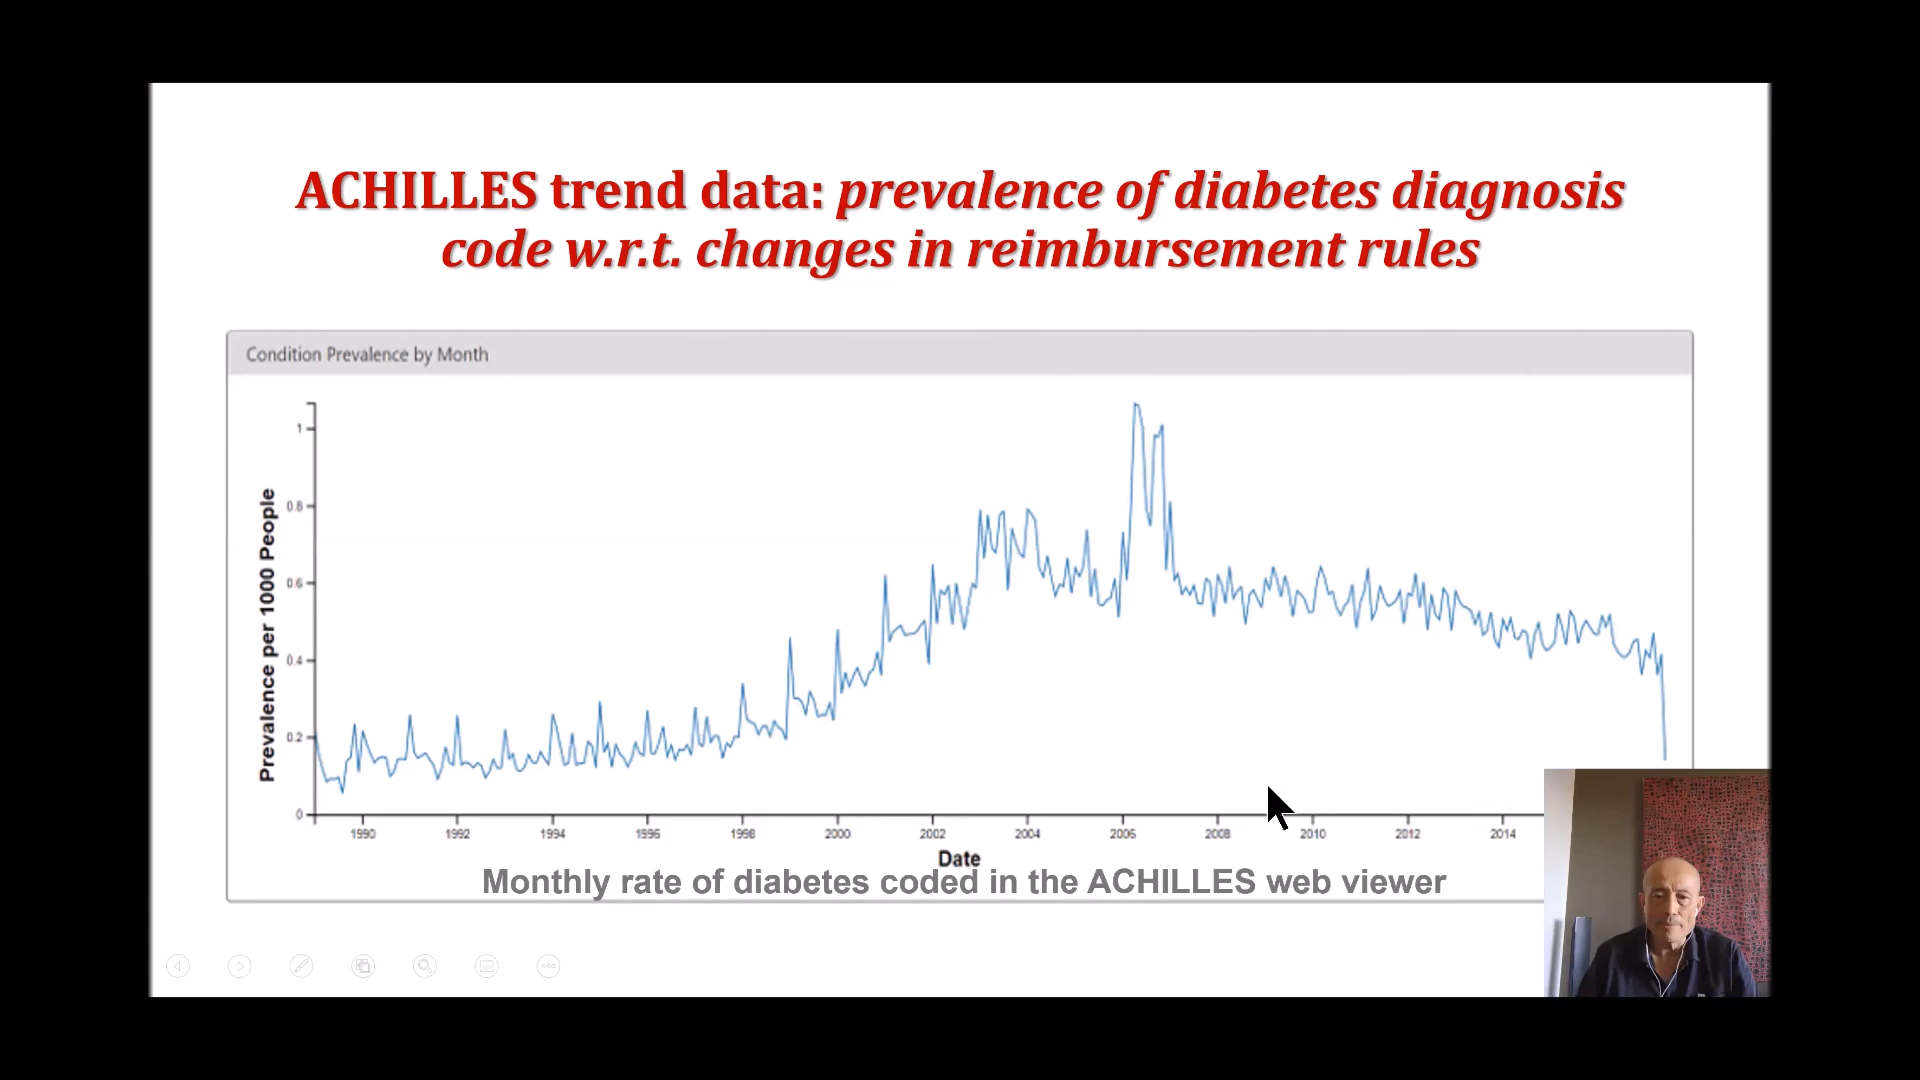 ACHILLES trend data: prevalence of diabetes diagnosis
code w.r.t. changes in reimbursement rules
Condition Prevalence by Month
Prevalence per 1000 People
1
0.8
0.6
0.4
0.2
0
1990 1992 1994 1996 1998 2000 2002 2004 2006 2008 2010 2012 2014
Date
Monthly rate of diabetes coded in the ACHILLES web viewer